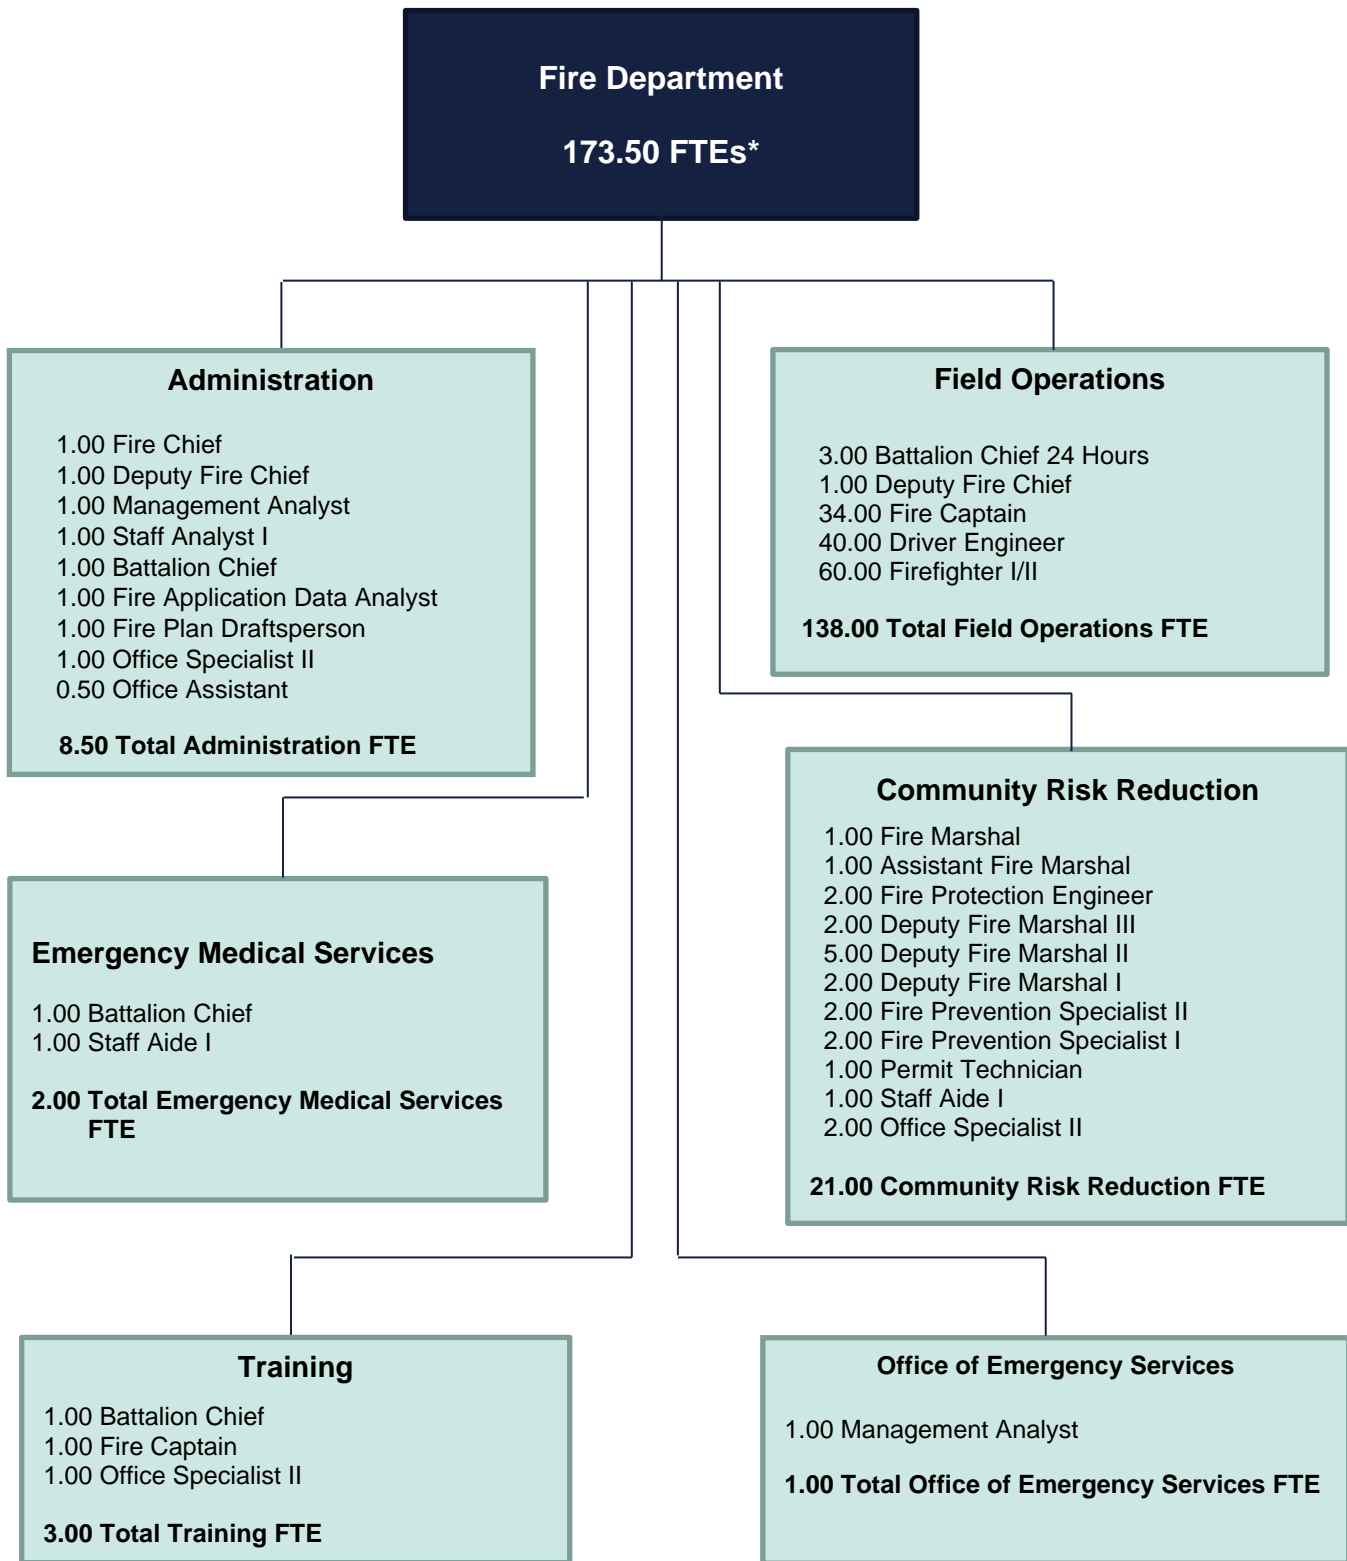 Fire Department
173.50 FTEs*
Administration
1.00 Fire Chief
1.00 Deputy Fire Chief
1.00 Management Analyst
1.00 Staff Analyst I
1.00 Battalion Chief
1.00 Fire Application Data Analyst
1.00 Fire Plan Draftsperson
1.00 Office Specialist II
0.50 Office Assistant
8.50 Total Administration FTE
Field Operations
3.00 Battalion Chief 24 Hours
1.00 Deputy Fire Chief
34.00 Fire Captain
40.00 Driver Engineer
60.00 Firefighter I/II
138.00 Total Field Operations FTE
Emergency Medical Services
1.00 Battalion Chief
1.00 Staff Aide I
2.00 Total Emergency Medical Services
FTE
Community Risk Reduction
1.00 Fire Marshal
1.00 Assistant Fire Marshal
2.00 Fire Protection Engineer
2.00 Deputy Fire Marshal III
5.00 Deputy Fire Marshal II
2.00 Deputy Fire Marshal I
2.00 Fire Prevention Specialist II
2.00 Fire Prevention Specialist I
1.00 Permit Technician
1.00 Staff Aide I
2.00 Office Specialist II
21.00 Community Risk Reduction FTE
Training
1.00 Battalion Chief
1.00 Fire Captain
1.00 Office Specialist II
3.00 Total Training FTE
Office of Emergency Services
1.00 Management Analyst
1.00 Total Office of Emergency Services FTE